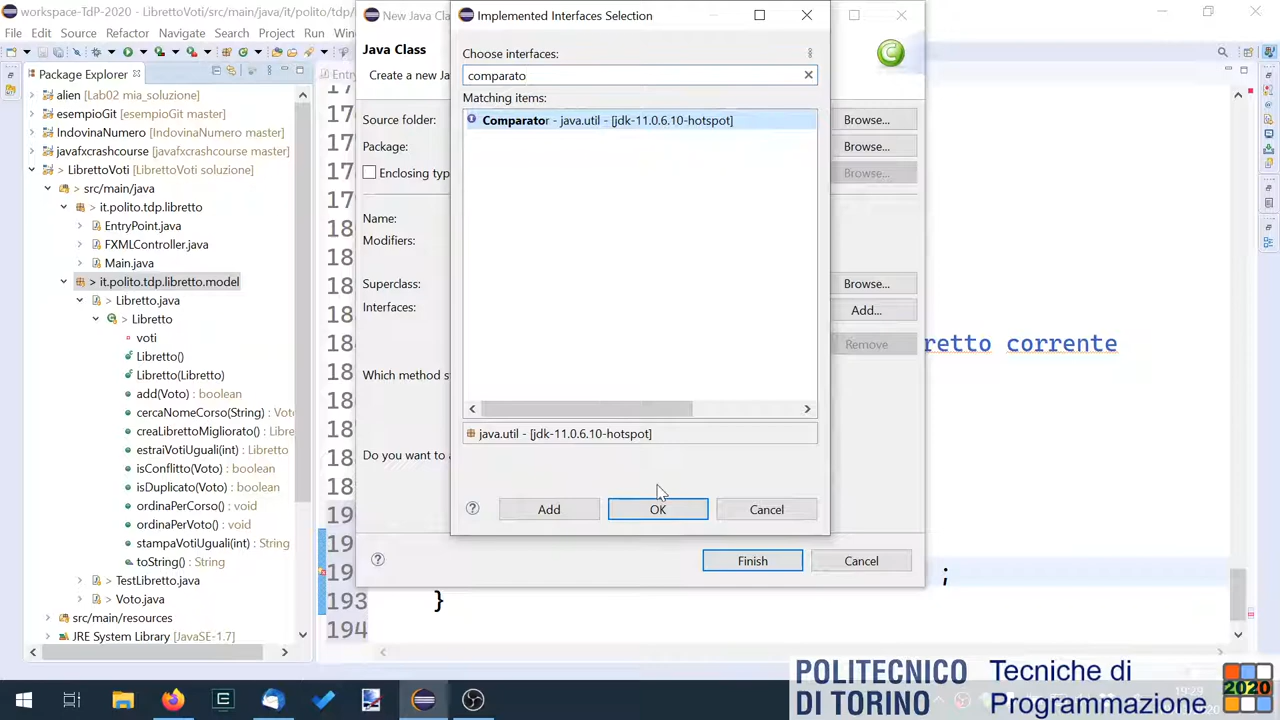 workspace-TdP-2020 - LibrettoVoti/src/main/java/it/polito/tdp/
File Edit Source Refactor Navigate Search Project Run
Package Explorer
alien [Lab02 mia_soluzione]
esempioGit [esempioGit master]
IndovinaNumero [IndovinaNumero master]
javafxcrashcourse [javafxcrashcourse master]
> LibrettoVoti [LibrettoVoti soluzione]
src/main/java
> it.polito.tdp.libretto
EntryPoint.java
FXMLController.java
Main.java
> it.polito.tdp.libretto.model
> Libretto.java
> Libretto
voti
Libretto()
Libretto(Libretto)
add(Voto) : boolean
cercaNomeCorso(String) : Vot
creaLibrettoMigliorato() : Libre
estraiVotiUguali(int) : Libretto
isConflitto(Voto) : boolean
isDuplicato(Voto) : boolean
ordinaPerCorso() : void
ordinaPerVoto() : void
stampaVotiUguali(int) : String
toString() : String
> TestLibretto.java
> Voto.java
src/main/resources
JRE System Library [JavaSE-1.7]
New Java Cl
Java Class
Create a new J
Source folder:
Browse...
Package:
Browse...
Enclosing typ
Browse...
Name:
Modifiers:
Superclass:
Browse...
Interfaces:
Add...
Remove
Which method s
Do you want to
Finish
Cancel
Implemented Interfaces Selection
Choose interfaces:
comparato
Matching items:
Comparator - java.util - [jdk-11.0.6.10-hotspot]
java.util - [jdk-11.0.6.10-hotspot]
Add
OK
Cancel
retto corrente
;
193 }
194
POLITECNICO
DI TORINO
Tecniche di
Programmazione
2020